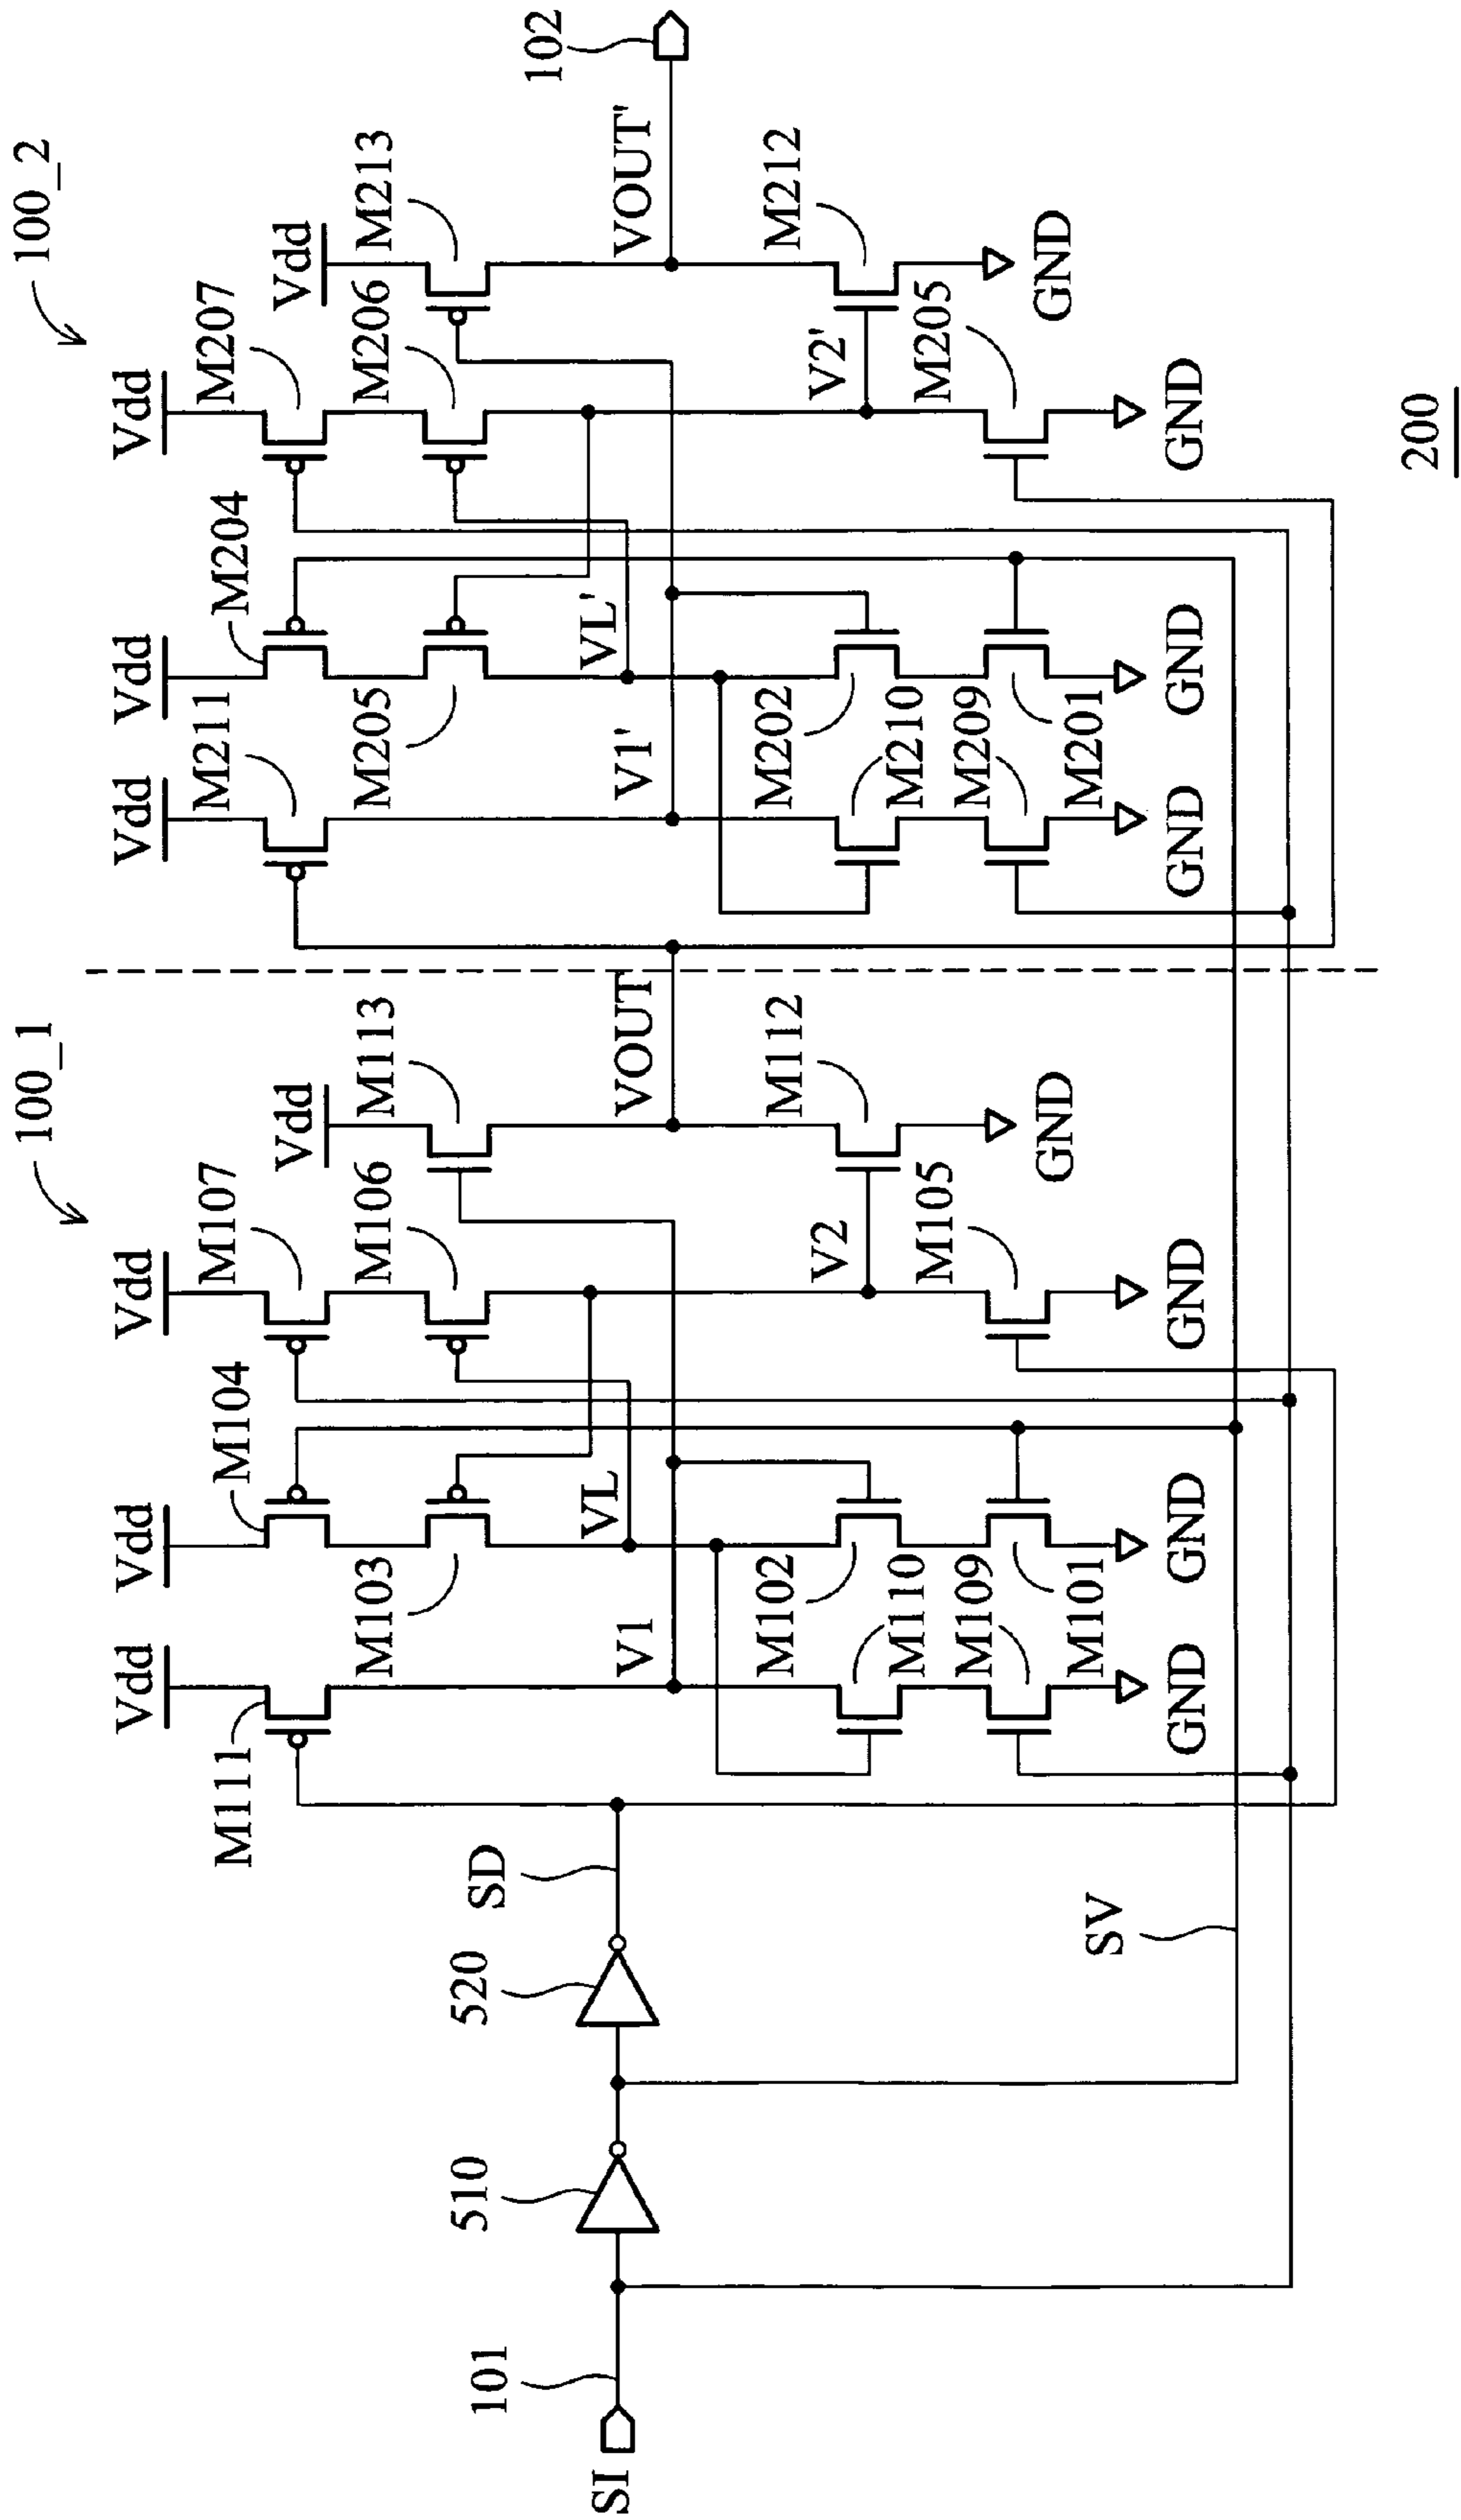 100_1
100_2
Vdd
Vdd
Vdd
Vdd
Vdd
Vdd
Vdd
Vdd
M111
M104
M107
M113
M211
M204
M207
M213
M103
M106
M205
M206
SI
101
510
520
SD
V1
VL
VOUT
V1'
VL'
VOUT'
102
M102
V2
M112
M202
V2'
M212
M110
M109
M101
M105
M210
M209
M201
M205
SV
GND
GND
GND
GND
GND
GND
GND
GND
200